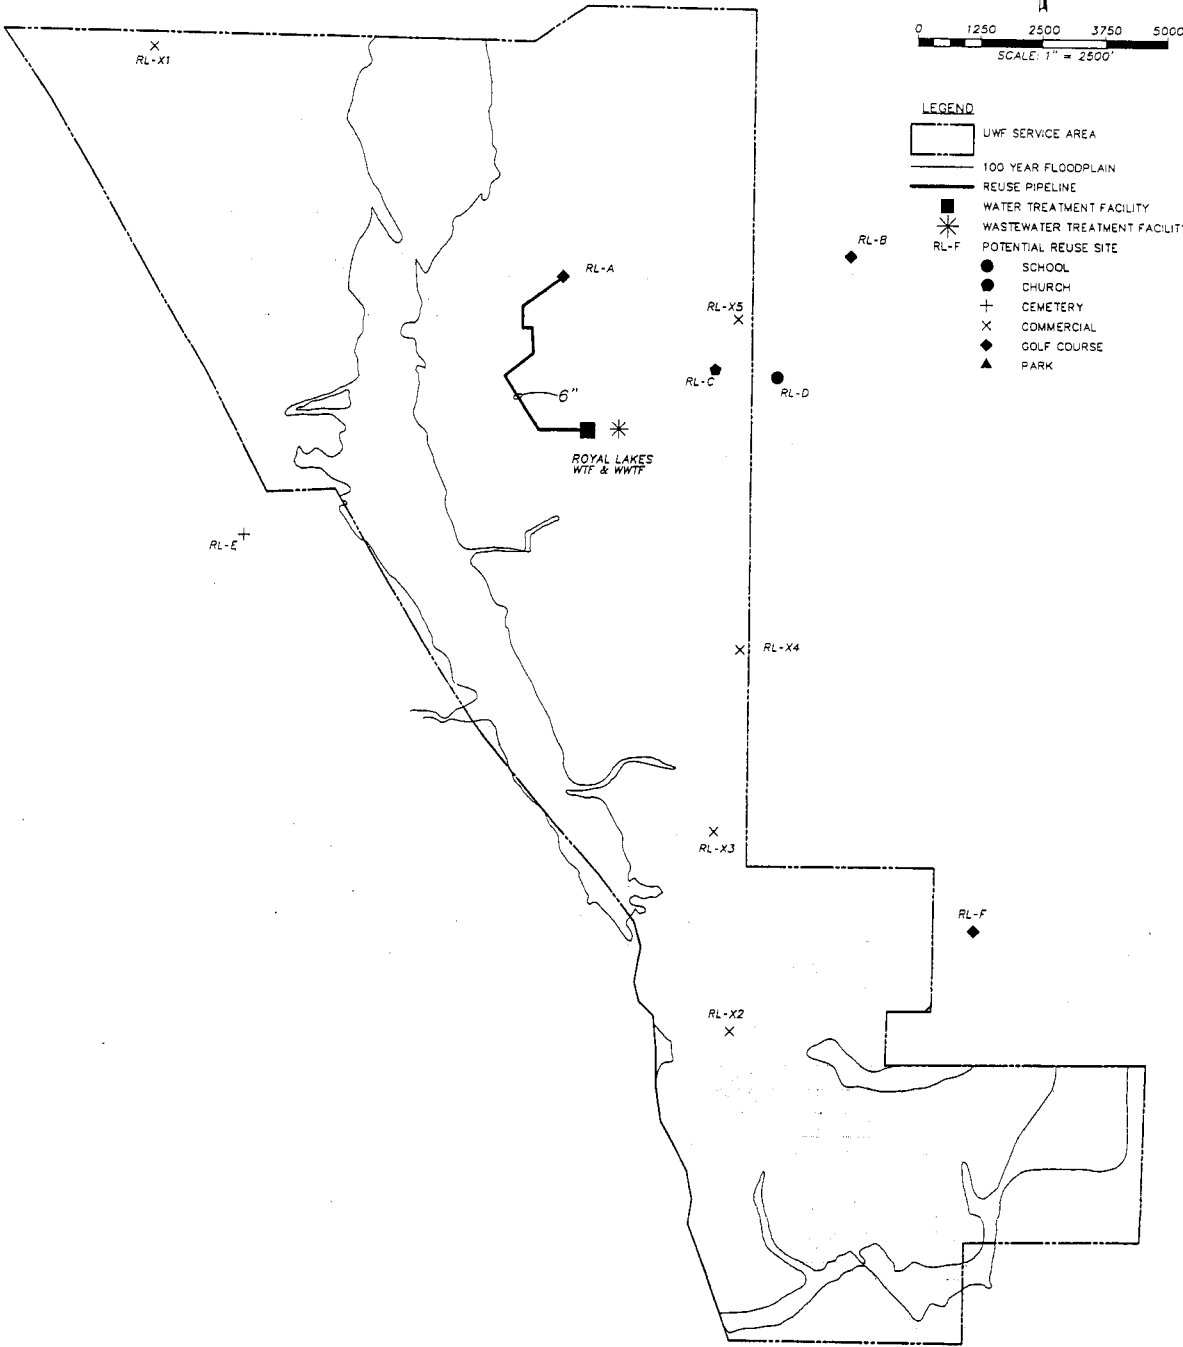 0 1250 2500 3750 5000
SCALE: 1" = 2500'
LEGEND
UWF SERVICE AREA
100 YEAR FLOODPLAIN
REUSE PIPELINE
WATER TREATMENT FACILITY
WASTEWATER TREATMENT FACILITY
RL-F POTENTIAL REUSE SITE
SCHOOL
CHURCH
CEMETERY
COMMERCIAL
GOLF COURSE
PARK
RL-X1
RL-B
RL-A
RL-X5
RL-C
RL-D
6"
ROYAL LAKES
WTF & WWTF
RL-E
RL-X4
RL-X3
RL-F
RL-X2